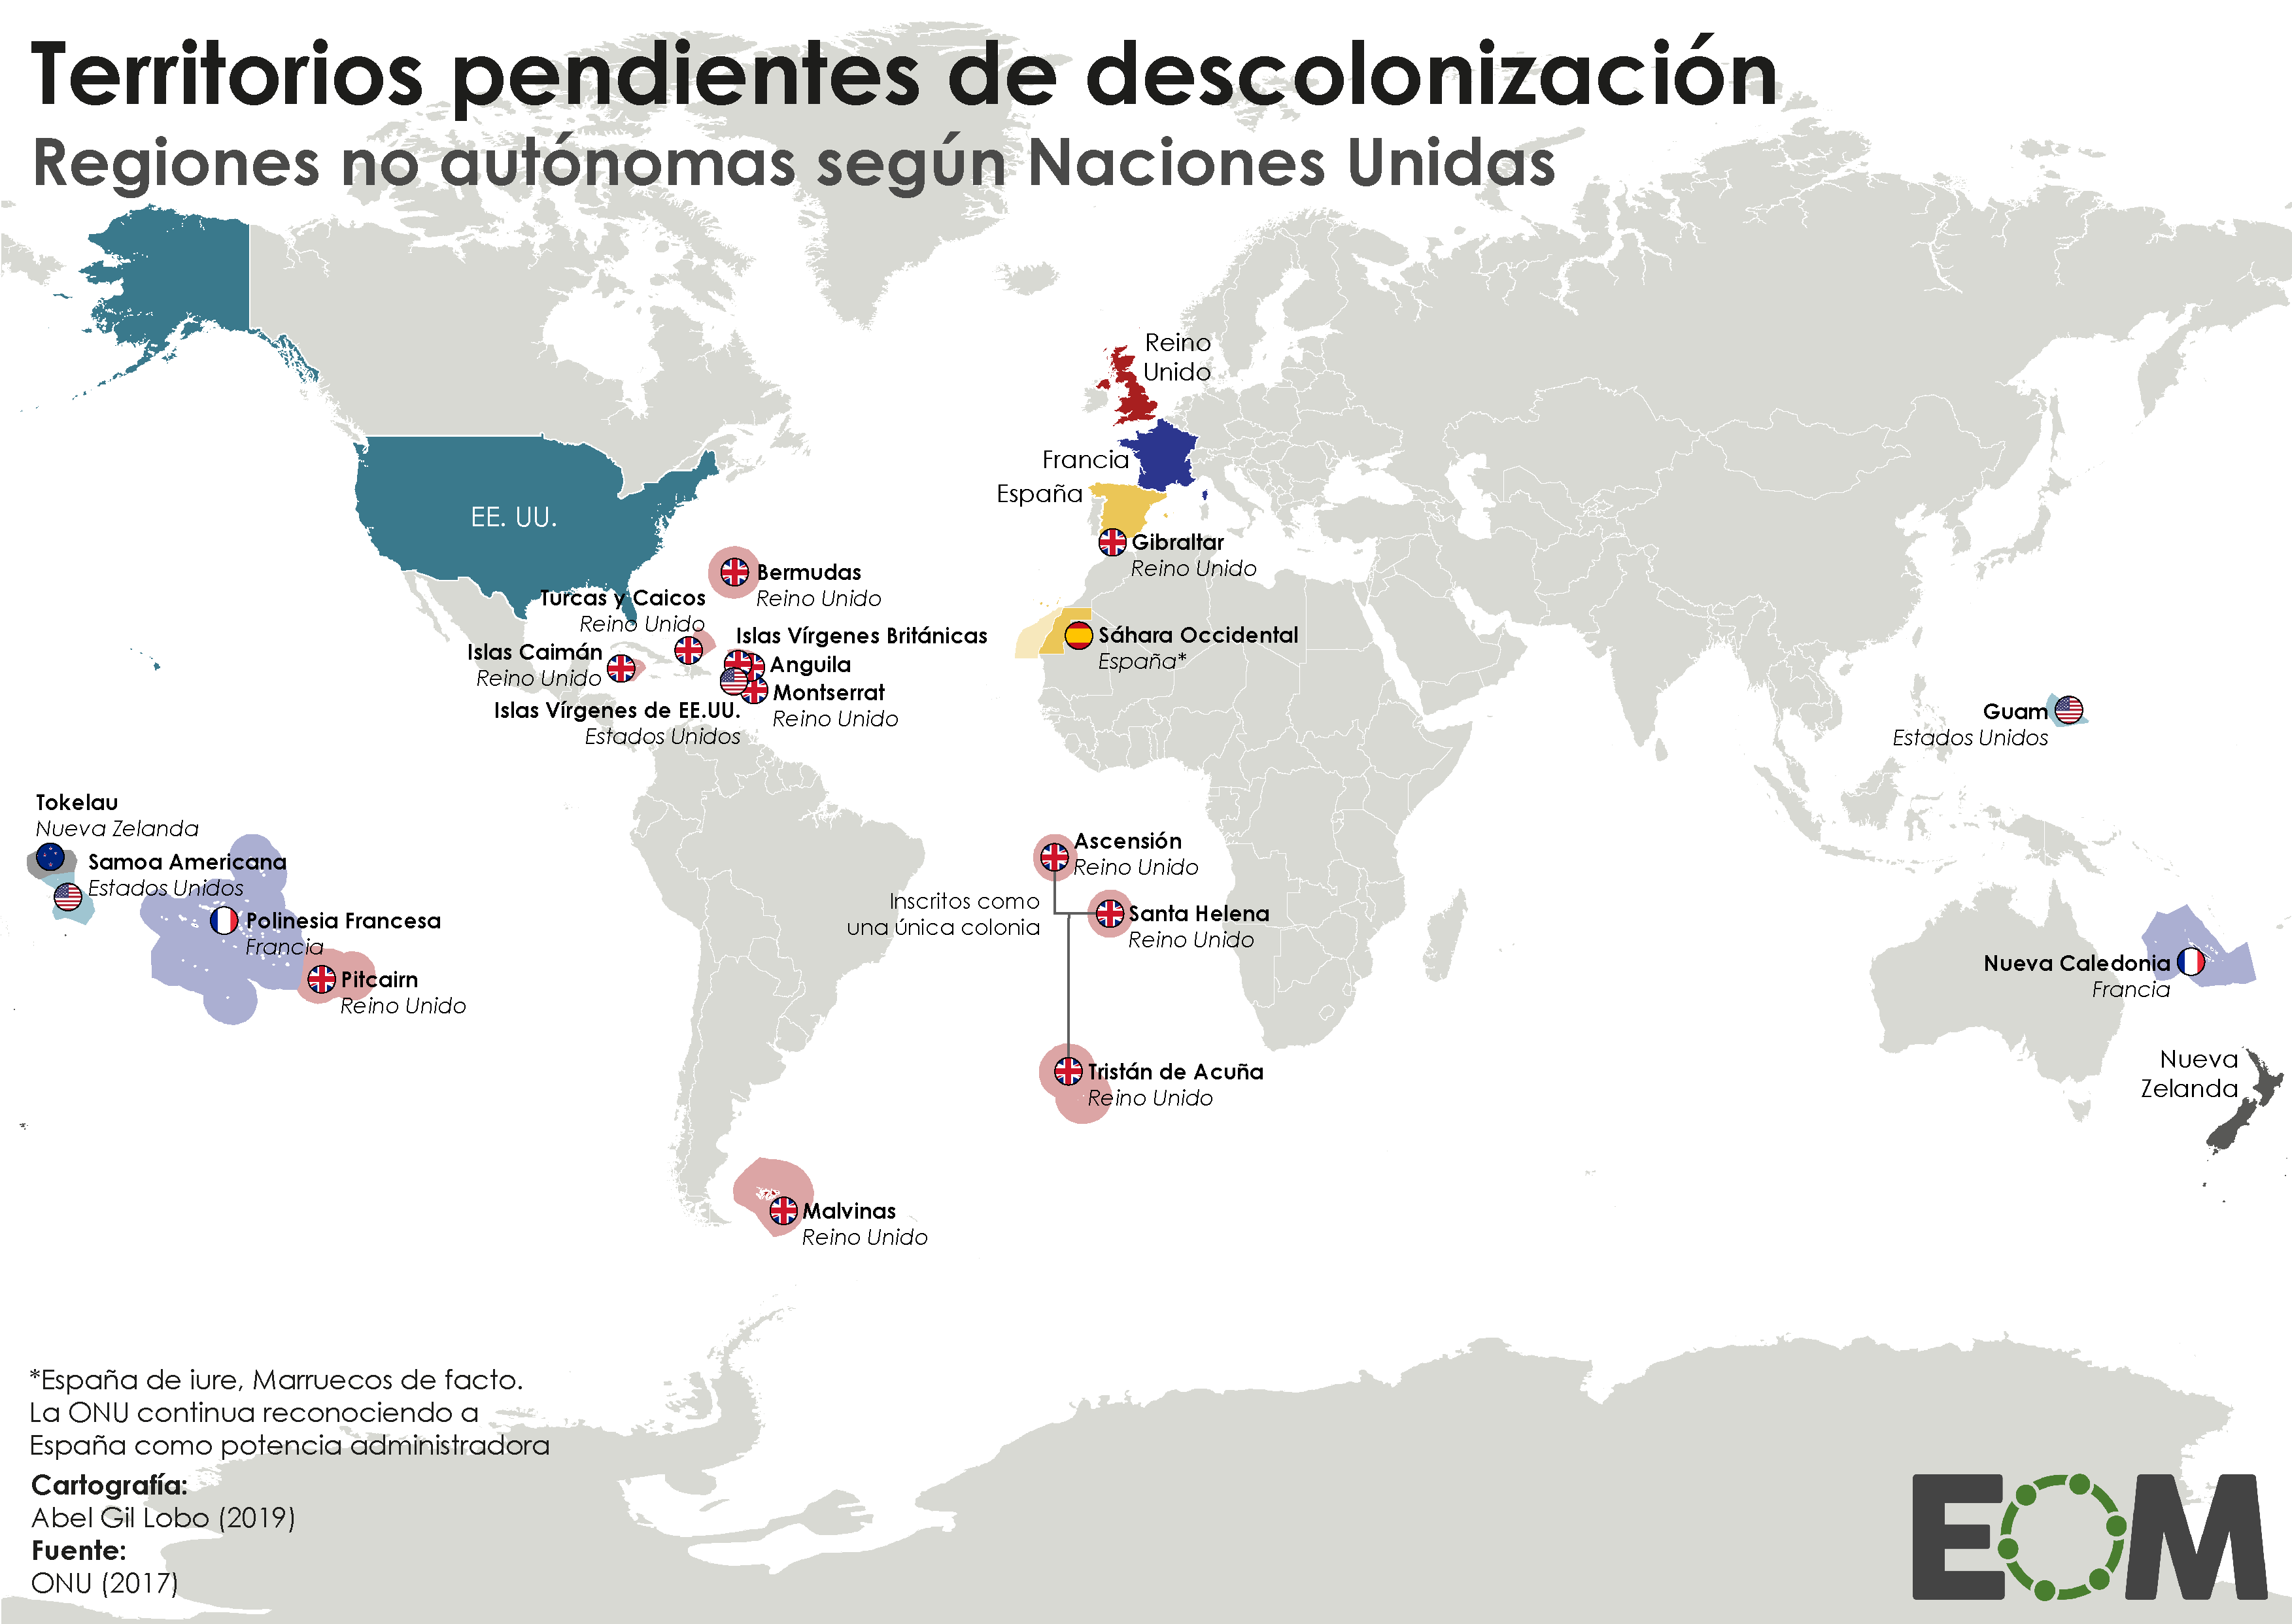 Territorios pendientes de descolonización
Regiones no autónomas según Naciones Unidas
Reino
Unido
Francia
España
EE. UU.
Gibraltar
Reino Unido
Bermudas
Reino Unido
Turcas y Caicos
Reino Unido
Islas Vírgenes Británicas
Islas Caimán
Reino Unido
Anguila
Montserrat
Reino Unido
Islas Vírgenes de EE.UU.
Estados Unidos
Sáhara Occidental
España*
Guam
Estados Unidos
Tokelau
Nueva Zelanda
Samoa Americana
Estados Unidos
Polinesia Francesa
Francia
Pitcairn
Reino Unido
Ascensión
Reino Unido
Inscritos como
una única colonia
Santa Helena
Reino Unido
Nueva Caledonia
Francia
Nueva
Zelanda
Tristán de Acuña
Reino Unido
Malvinas
Reino Unido
*España de iure, Marruecos de facto.
La ONU continua reconociendo a
España como potencia administradora
Cartografía:
Abel Gil Lobo (2019)
Fuente:
ONU (2017)
EOM